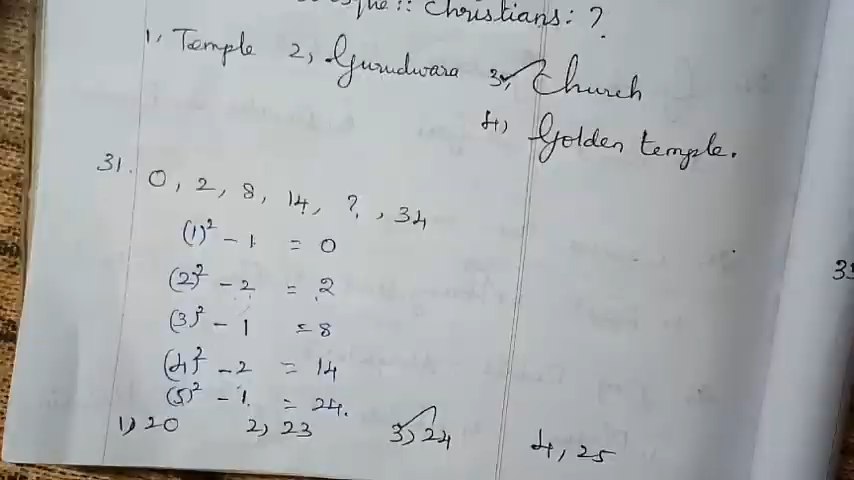 :: Christians: ?
1, Temple 2, Gurudwara 3, Church
4) Golden temple.
31. 0, 2, 8, 14, ?, 34
(1)² - 1 = 0
(2)² - 2 = 2
(3)² - 1 = 8
(4)² - 2 = 14
(5)² - 1 = 24.
1) 20 2) 23 3) 24 4, 25